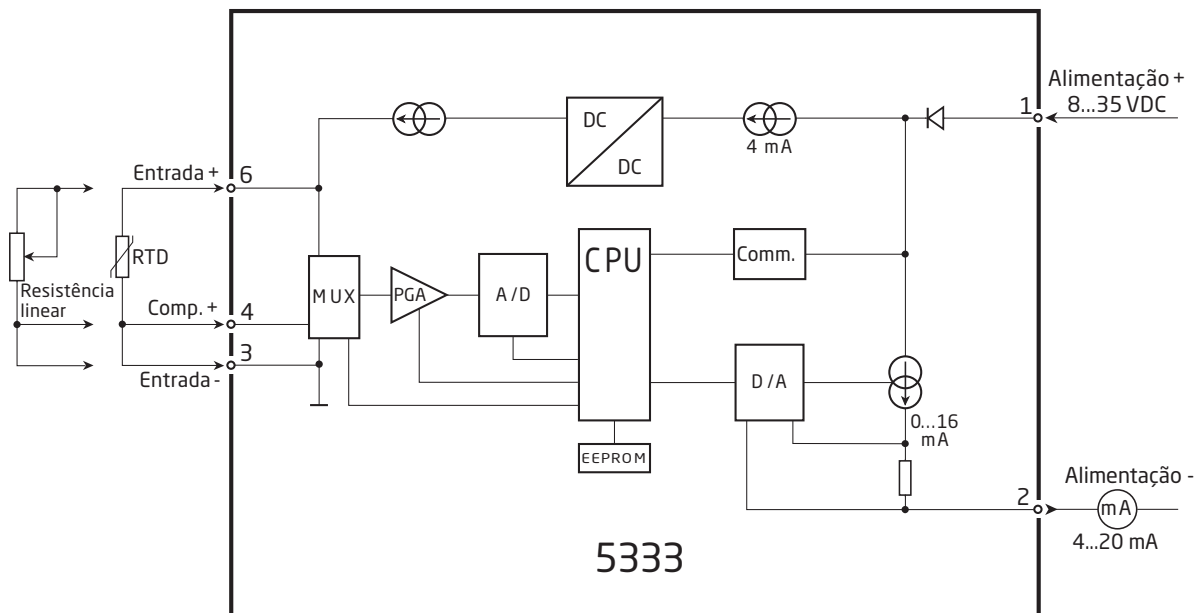 Alimentação +
8...35 VDC
1
DC
DC
4 mA
Entrada +
6
RTD
Resistência
linear
Comp. +
4
3
Entrada -
MUX
PGA
A/D
CPU
Comm.
D/A
0...16
mA
EEPROM
2
Alimentação -
mA
4...20 mA
5333